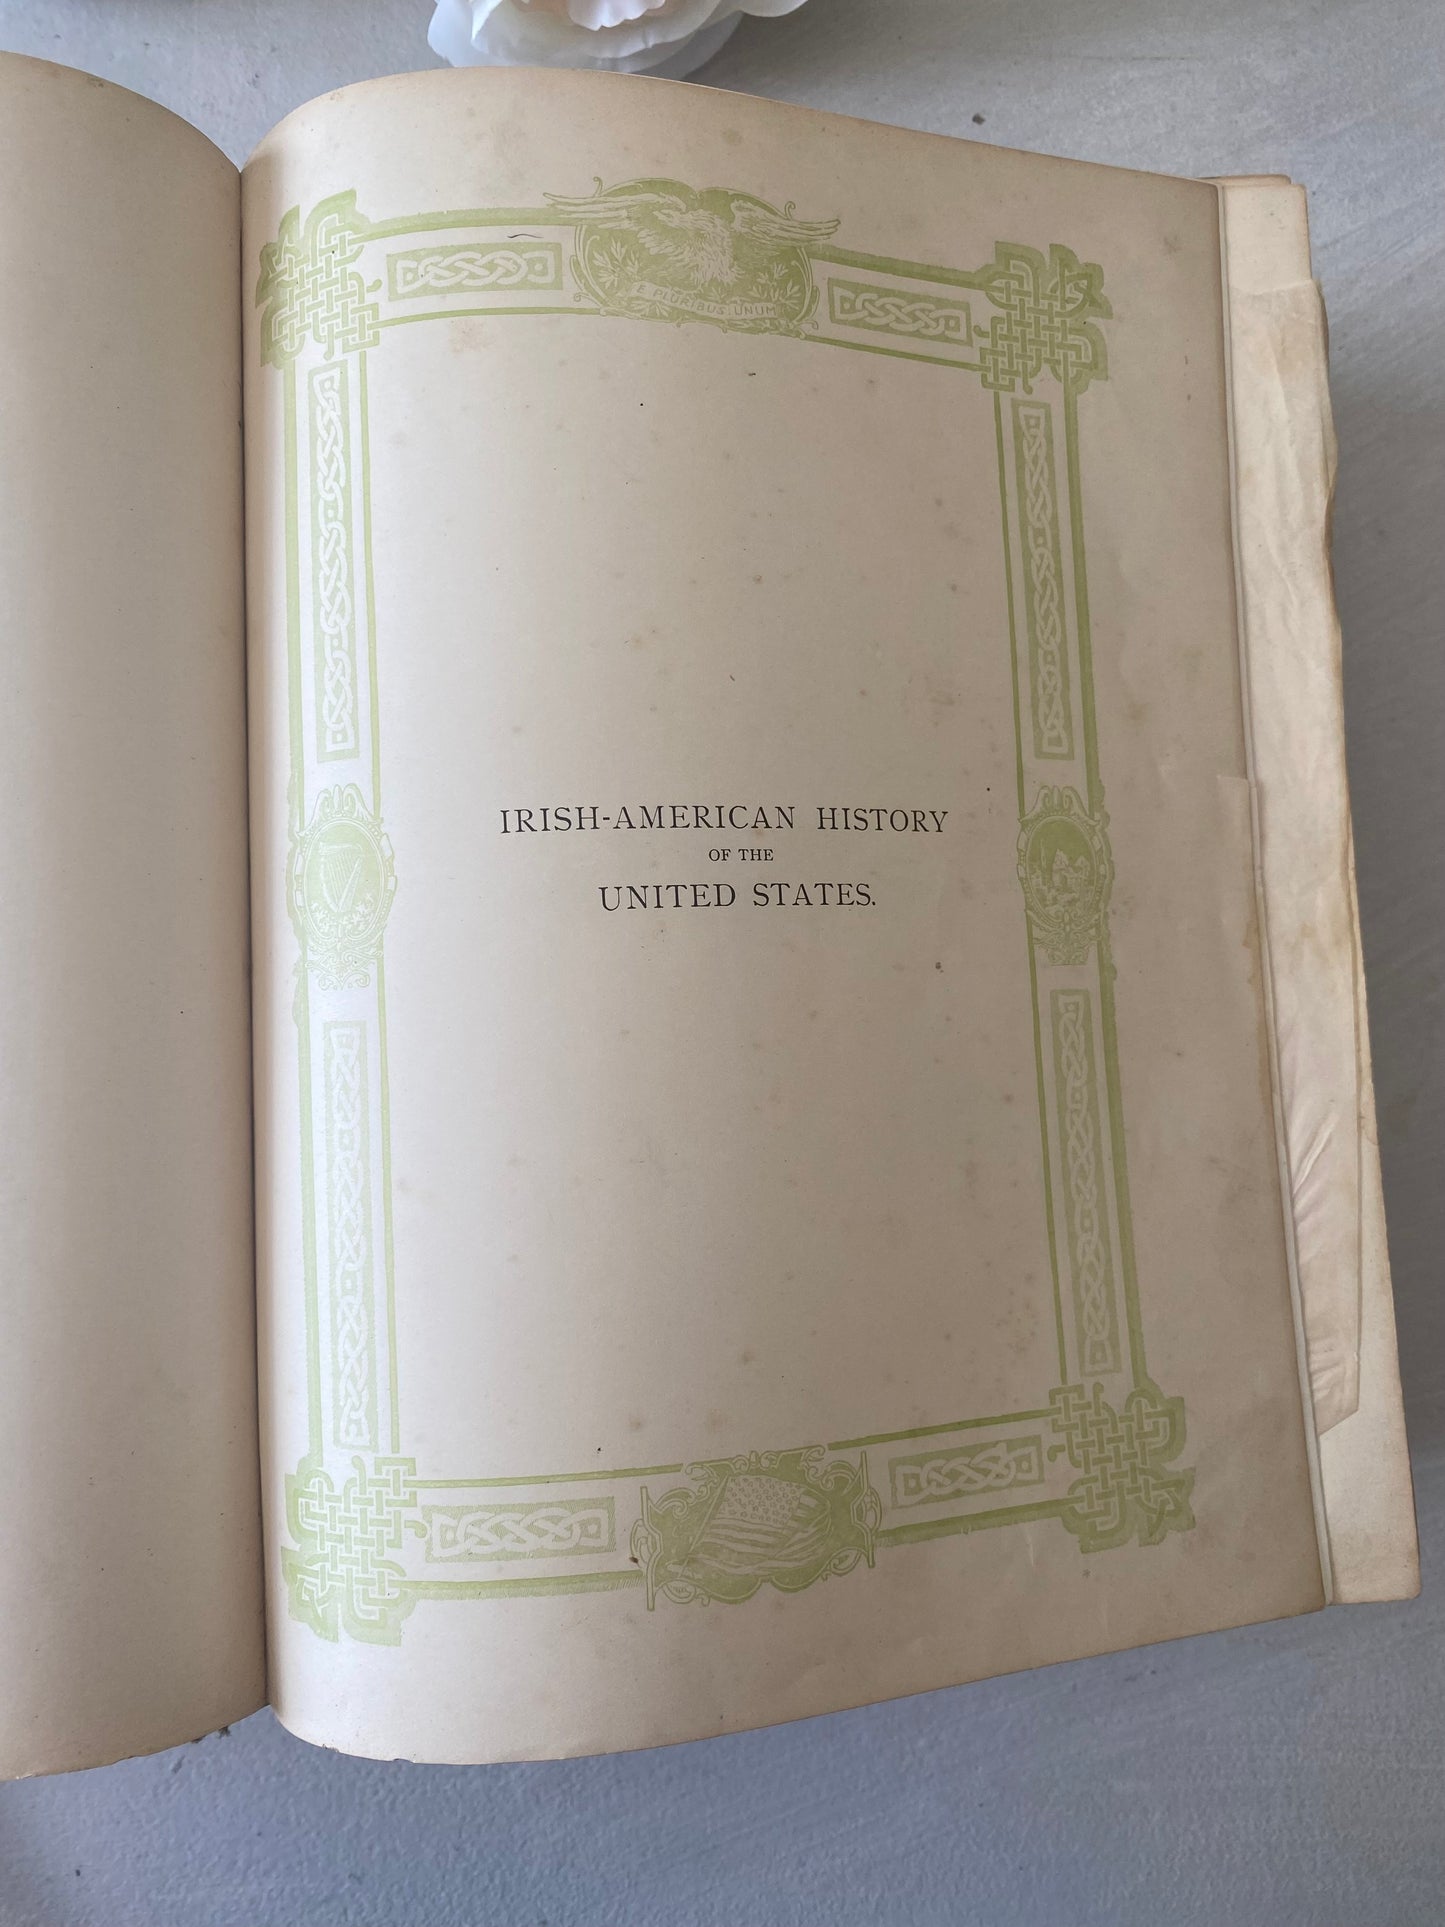 E PLURIBUS UNUM
IRISH-AMERICAN HISTORY
OF THE
UNITED STATES.